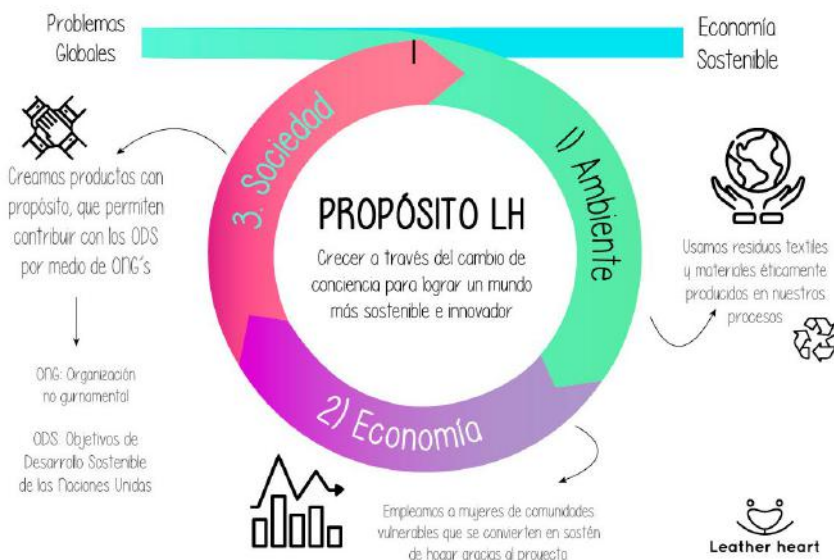 Problemas
Globales
Economía
Sostenible
3. Sociedad
1) Ambiente
2) Economía
PROPÓSITO LH
Crecer a través del cambio de
conciencia para lograr un mundo
más sostenible e innovador
Creamos productos con
propósito, que permiten
contribuir con los ODS
por medio de ONG's
ONG: Organización
no gurnamental
ODS: Objetivos de
Desarrollo Sostenible
de las Naciones Unidas
Usamos residuos textiles
y materiales éticamente
producidos en nuestros
procesos
Empleamos a mujeres de comunidades
vulnerables que se convierten en sostén
de hogar gracias al proyecto
Leather heart